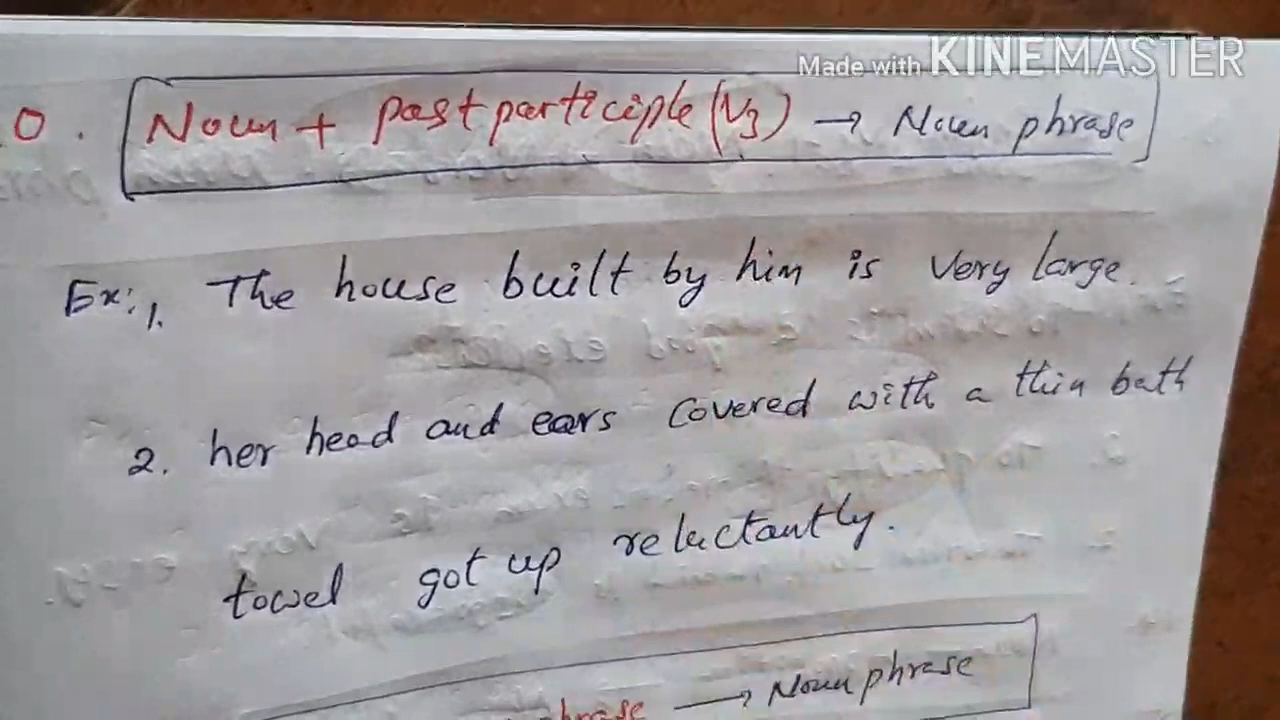 Made with KINEMASTER
0. Noun + past participle (V3) → Noun phrase
Ex: 1. The house built by him is very large.
2. her head and ears covered with a thin bath
towel got up reluctantly.
phrase → Noun phrase